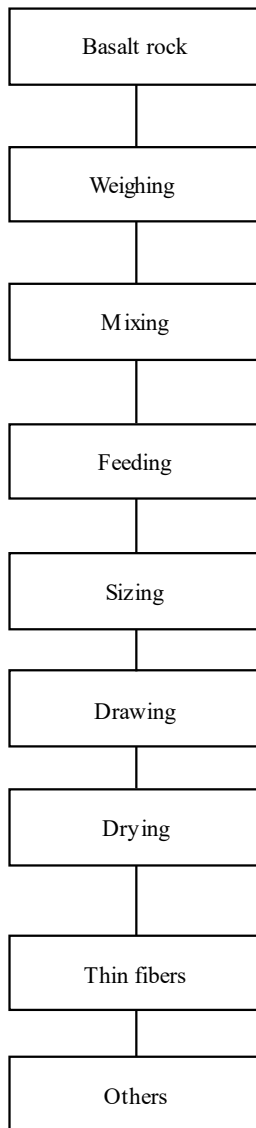 Basalt rock
Weighing
Mixing
Feeding
Sizing
Drawing
Drying
Thin fibers
Others